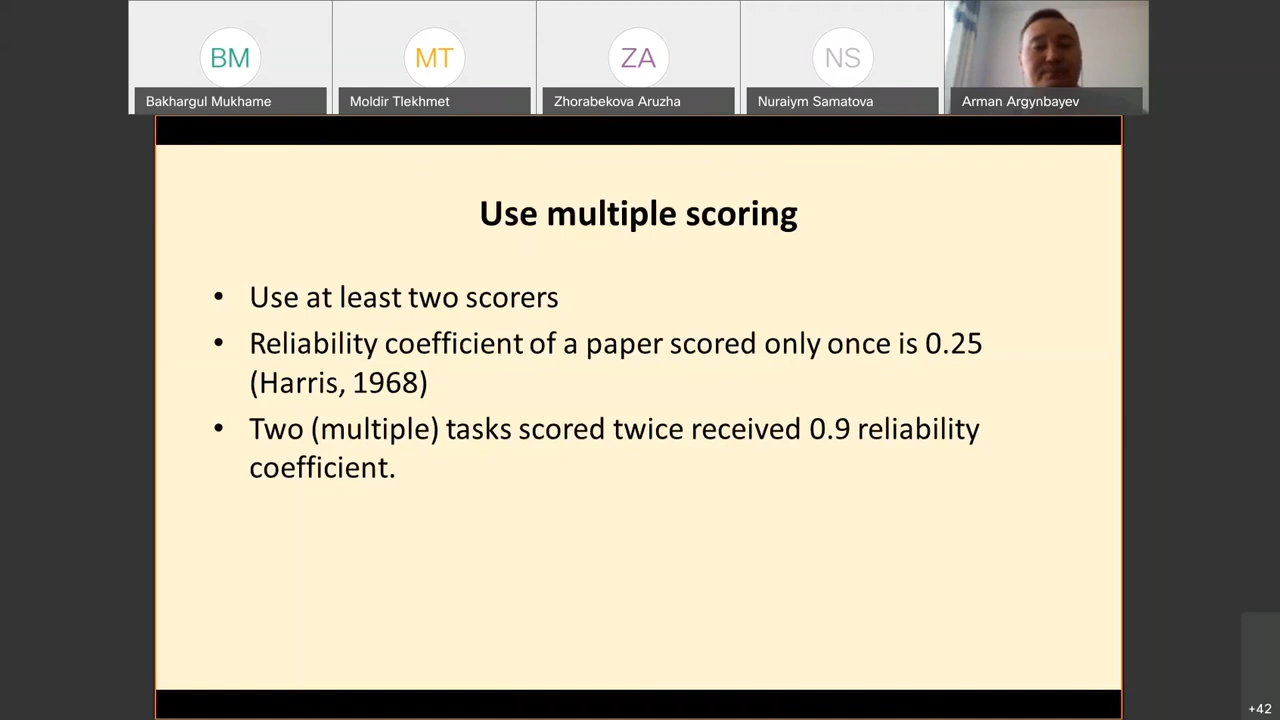 BM
MT
ZA
NS
Bakhargul Mukhame
Moldir Tlekhmet
Zhorabekova Aruzha
Nuraiym Samatova
Arman Argynbayev
Use multiple scoring
• Use at least two scorers
• Reliability coefficient of a paper scored only once is 0.25
(Harris, 1968)
• Two (multiple) tasks scored twice received 0.9 reliability
coefficient.
+42